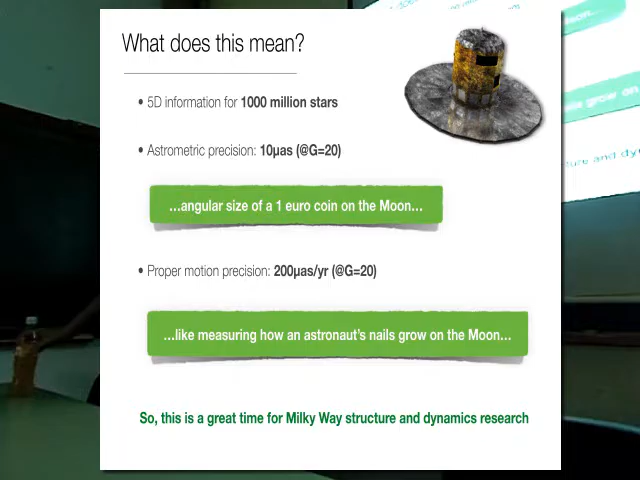 What does this mean?
• 5D information for 1000 million stars
• Astrometric precision: 10µas (@G=20)
...angular size of a 1 euro coin on the Moon...
• Proper motion precision: 200µas/yr (@G=20)
...like measuring how an astronaut's nails grow on the Moon...
So, this is a great time for Milky Way structure and dynamics research